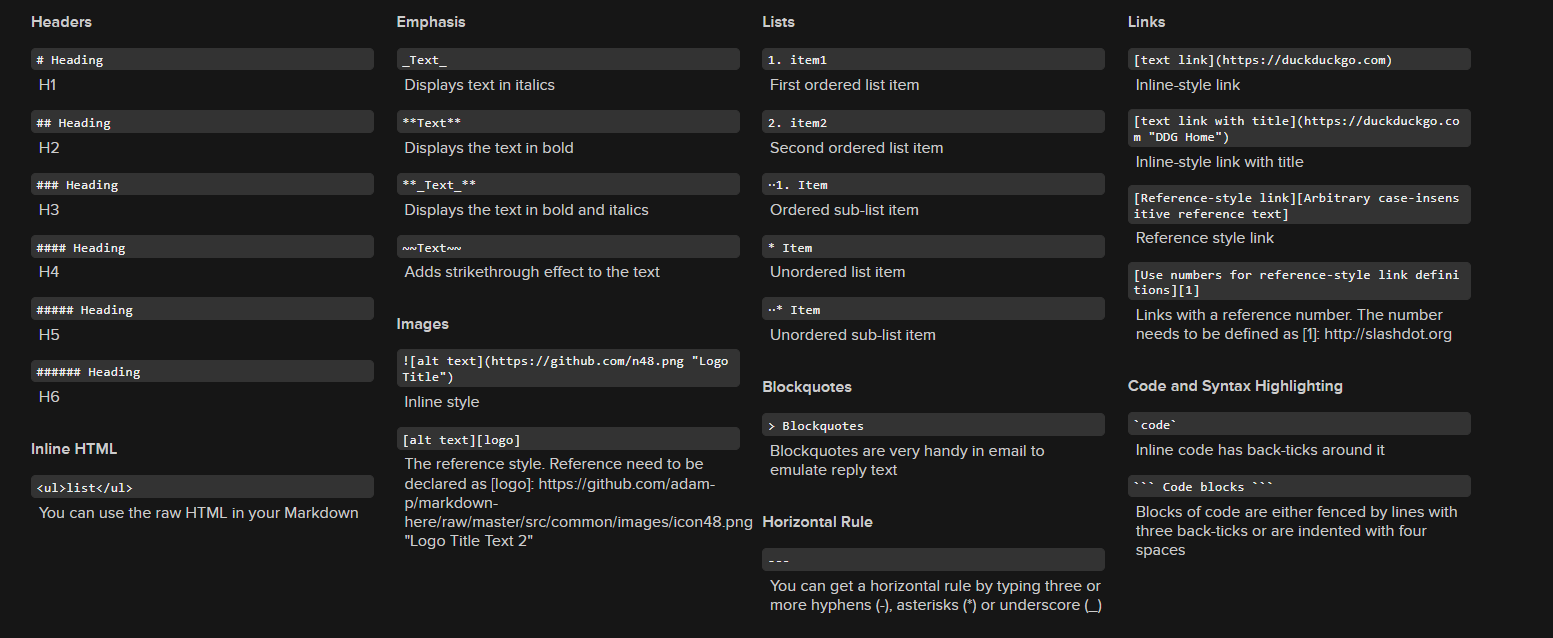 Headers
# Heading
H1
## Heading
H2
### Heading
H3
#### Heading
H4
##### Heading
H5
###### Heading
H6
Inline HTML
<ul>list</ul>
You can use the raw HTML in your Markdown
Emphasis
_Text_
Displays text in italics
**Text**
Displays the text in bold
**_Text_**
Displays the text in bold and italics
~~Text~~
Adds strikethrough effect to the text
Images
![alt text](https://github.com/n48.png "Logo
Title")
Inline style
[alt text][logo]
The reference style. Reference need to be
declared as [logo]: https://github.com/adam-
p/markdown-
here/raw/master/src/common/images/icon48.png
"Logo Title Text 2"
Lists
1. item1
First ordered list item
2. item2
Second ordered list item
··1. Item
Ordered sub-list item
* Item
Unordered list item
··* Item
Unordered sub-list item
Blockquotes
> Blockquotes
Blockquotes are very handy in email to
emulate reply text
Horizontal Rule
---
You can get a horizontal rule by typing three or
more hyphens (-), asterisks (*) or underscore (_)
Links
[text link](https://duckduckgo.com)
Inline-style link
[text link with title](https://duckduckgo.co
m "DDG Home")
Inline-style link with title
[Reference-style link][Arbitrary case-insens
itive reference text]
Reference style link
[Use numbers for reference-style link defini
tions][1]
Links with a reference number. The number
needs to be defined as [1]: http://slashdot.org
Code and Syntax Highlighting
`code`
Inline code has back-ticks around it
``` Code blocks ```
Blocks of code are either fenced by lines with
three back-ticks or are indented with four
spaces